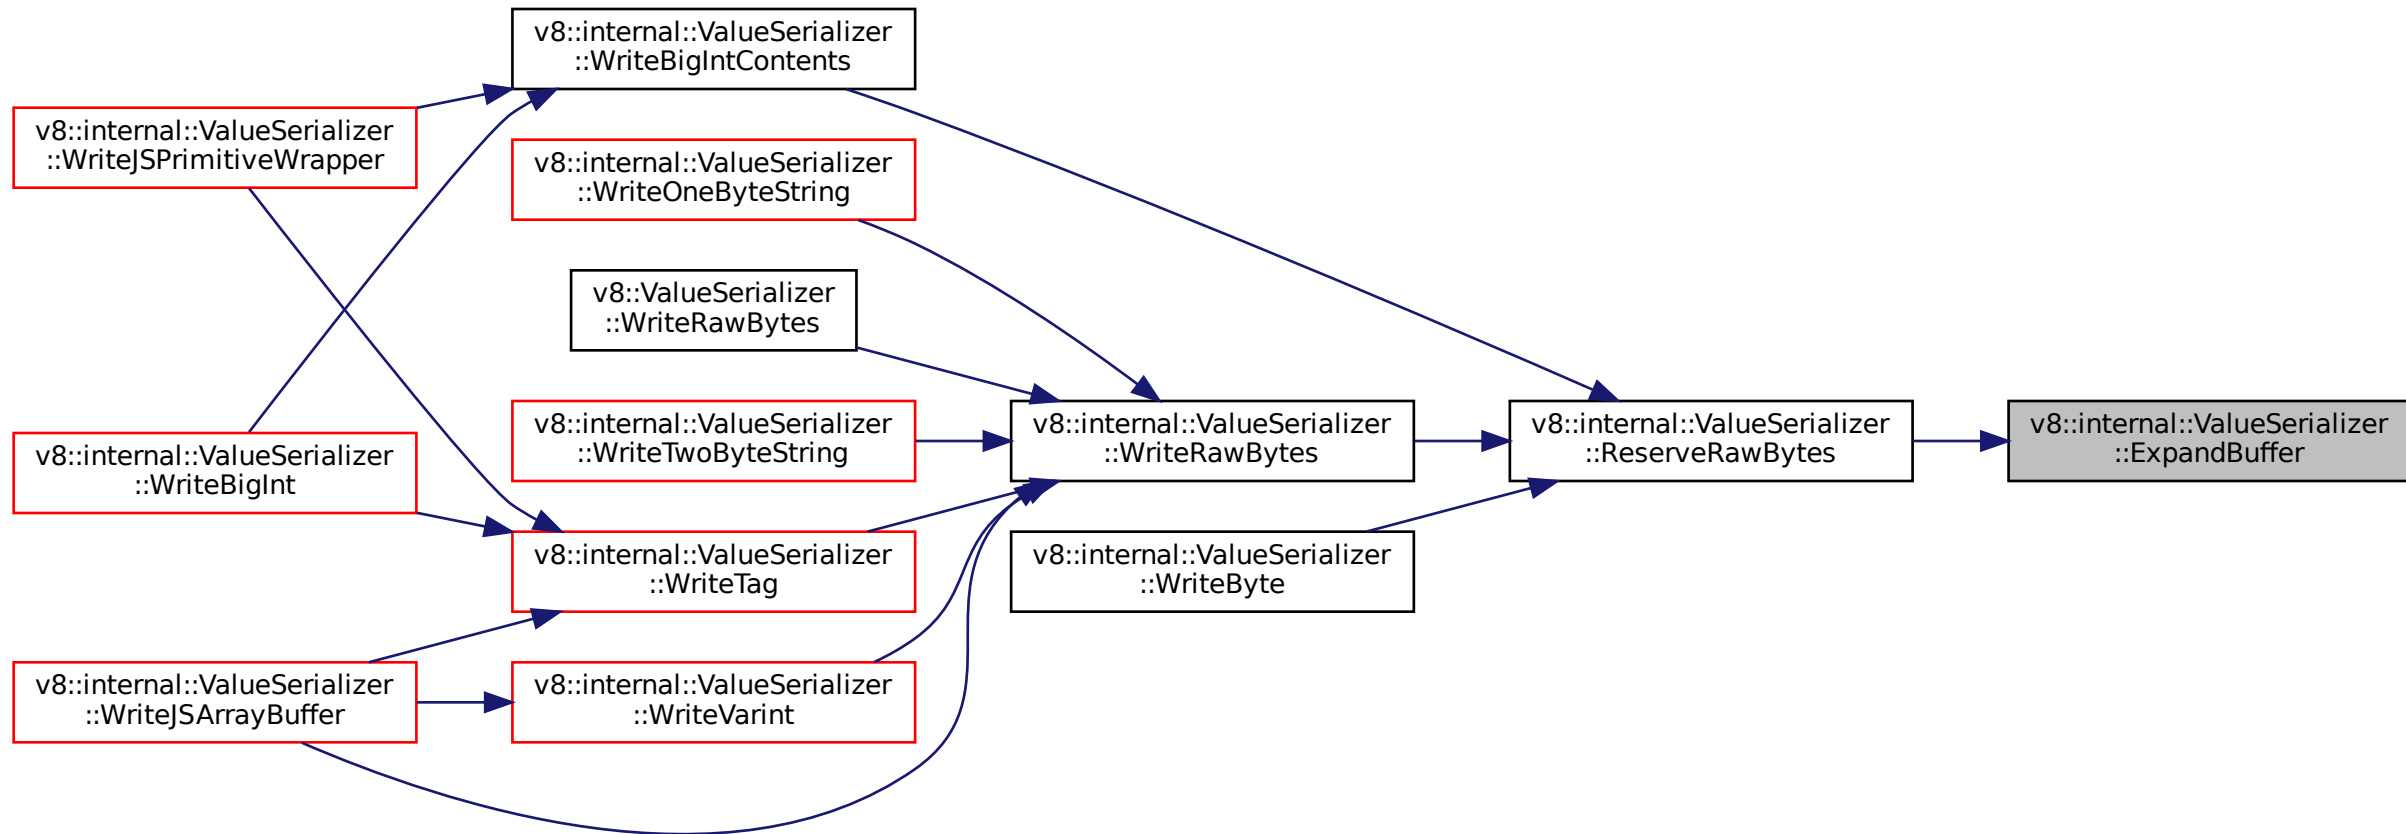 v8::internal::ValueSerializer
::WriteBigIntContents
v8::internal::ValueSerializer
::WriteJSPrimitiveWrapper
v8::internal::ValueSerializer
::WriteOneByteString
v8::ValueSerializer
::WriteRawBytes
v8::internal::ValueSerializer
::WriteTwoByteString
v8::internal::ValueSerializer
::WriteRawBytes
v8::internal::ValueSerializer
::ReserveRawBytes
v8::internal::ValueSerializer
::ExpandBuffer
v8::internal::ValueSerializer
::WriteBigInt
v8::internal::ValueSerializer
::WriteTag
v8::internal::ValueSerializer
::WriteByte
v8::internal::ValueSerializer
::WriteJSArrayBuffer
v8::internal::ValueSerializer
::WriteVarint